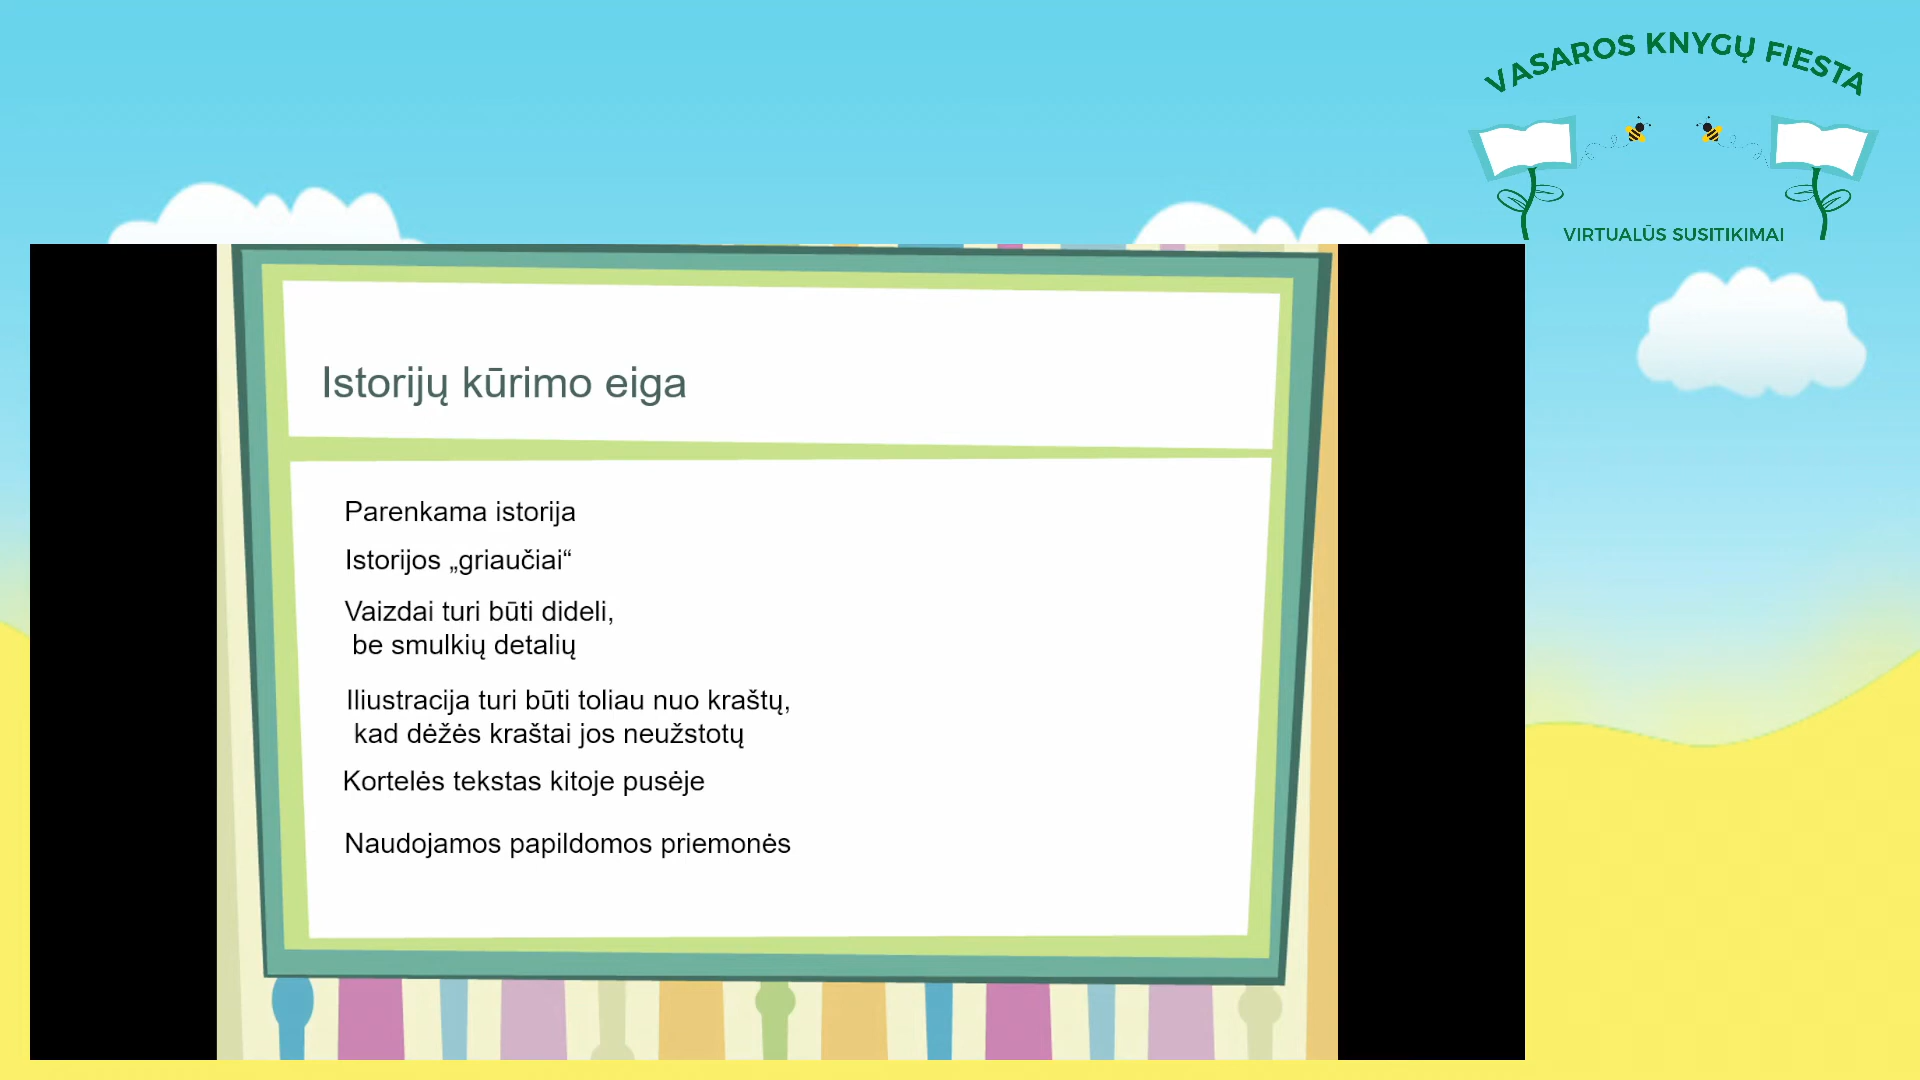 VASAROS KNYGŲ FIESTA
VIRTUALŪS SUSITIKIMAI
Istorijų kūrimo eiga
Parenkama istorija
Istorijos „griaučiai“
Vaizdai turi būti dideli,
be smulkių detalių
Iliustracija turi būti toliau nuo kraštų,
kad dėžės kraštai jos neužstotų
Kortelės tekstas kitoje pusėje
Naudojamos papildomos priemonės